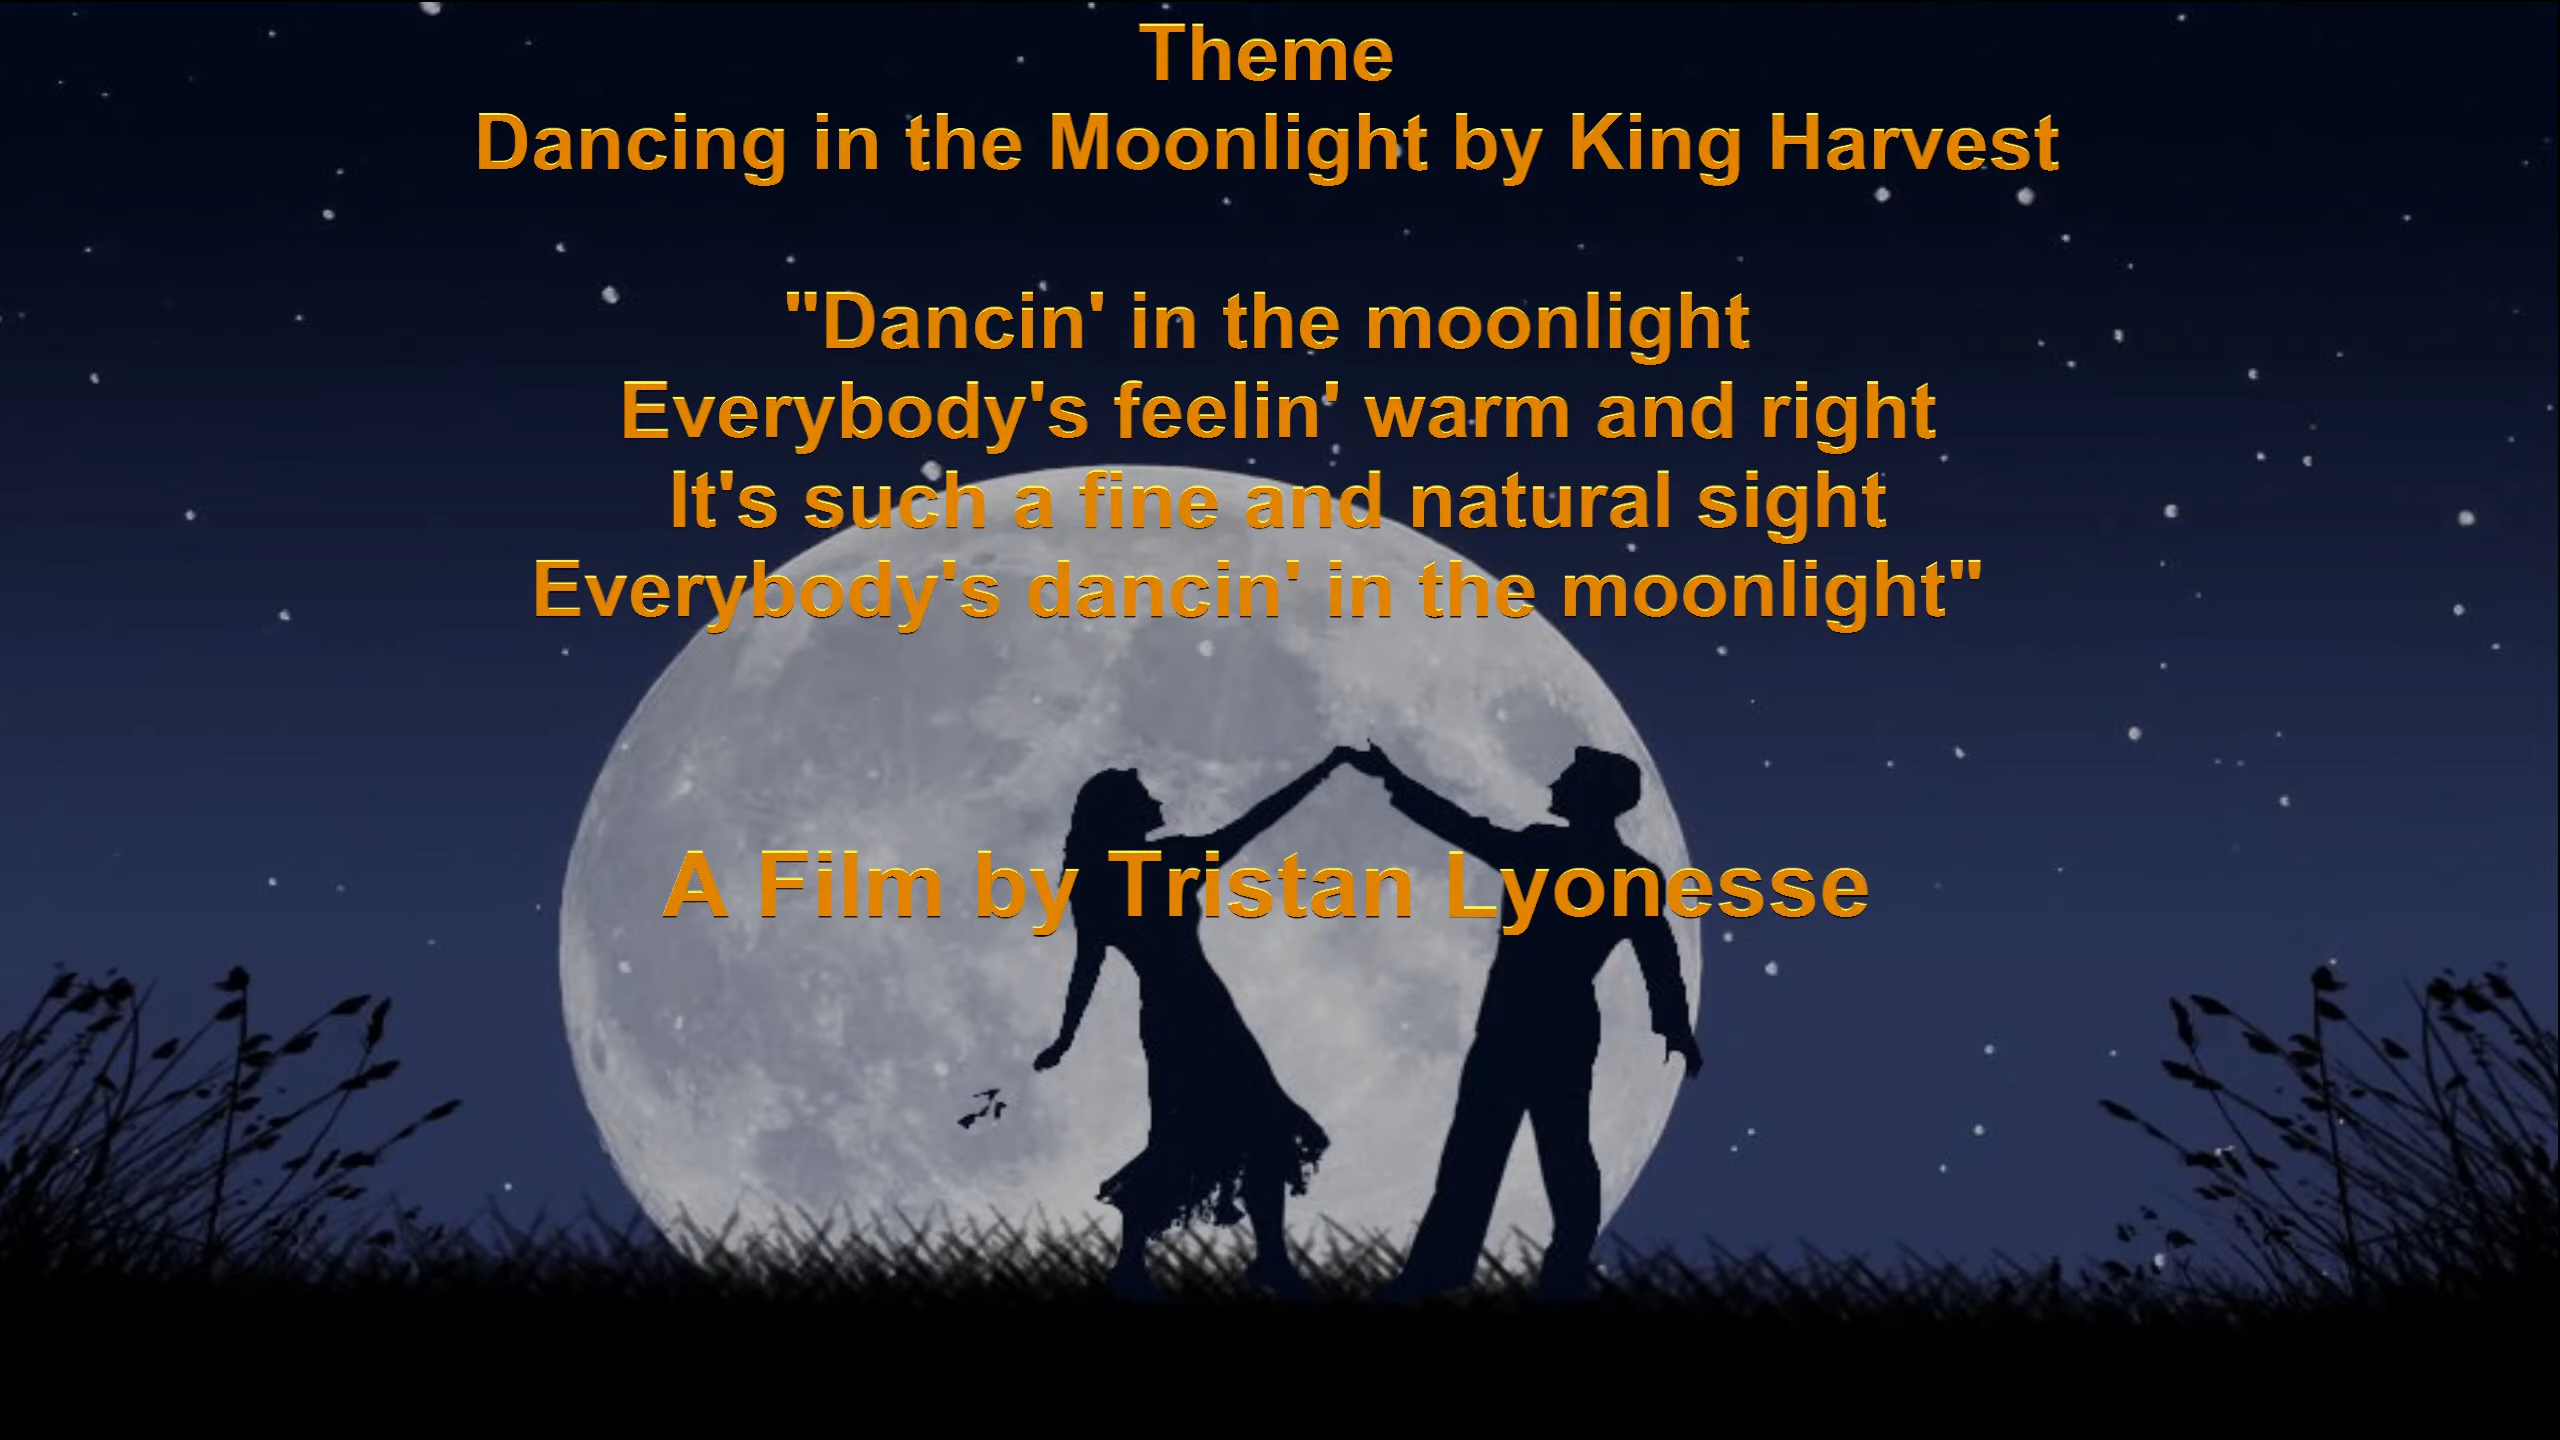 Theme
Dancing in the Moonlight by King Harvest
"Dancin' in the moonlight
Everybody's feelin' warm and right
It's such a fine and natural sight
Everybody's dancin' in the moonlight"
A Film by Tristan Lyonesse